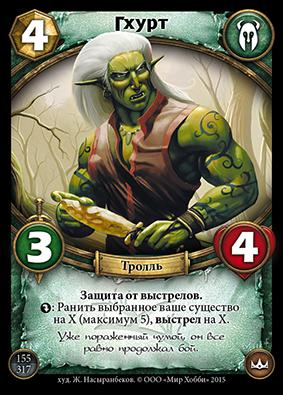 4
Гхурт
3
4
Тролль
Защита от выстрелов.
: Ранить выбранное ваше существо
на X (максимум 5), выстрел на X.
Уже пораженный чумой, он все
равно продолжал бой.
155
317
худ. Ж. Насыранбеков. © ООО «Мир Хобби» 2015